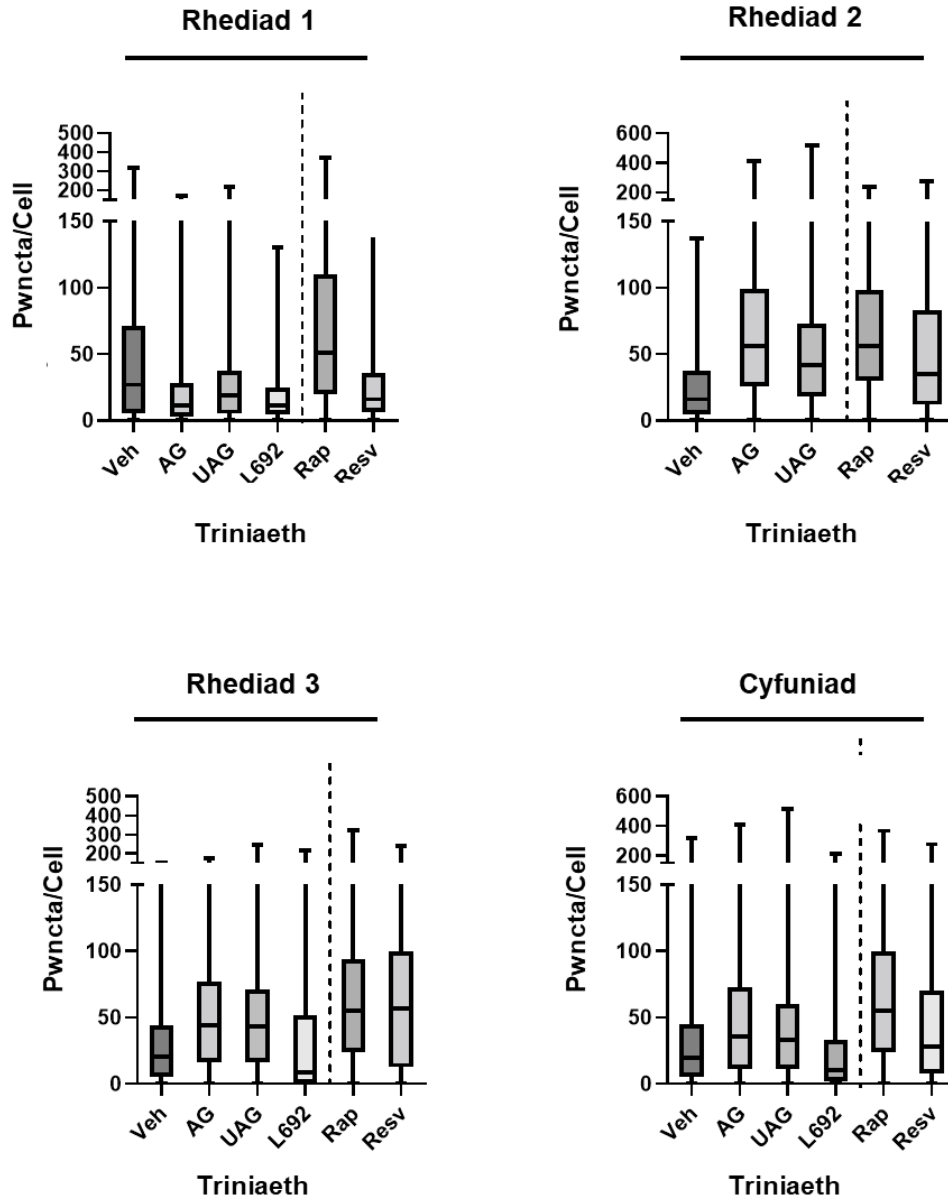 Rhediad 1
500
400
300
200
150
100
50
0
Pwncta/Cell
Veh AG UAG L692 Rap Resv
Triniaeth
Rhediad 2
600
400
200
150
100
50
0
Pwncta/Cell
Veh AG UAG Rap Resv
Triniaeth
Rhediad 3
500
400
300
200
150
100
50
0
Pwncta/Cell
Veh AG UAG L692 Rap Resv
Triniaeth
Cyfuniad
600
400
200
150
100
50
0
Pwncta/Cell
Veh AG UAG L692 Rap Resv
Triniaeth